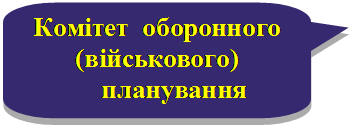 Комітет оборонного
(військового)
планування